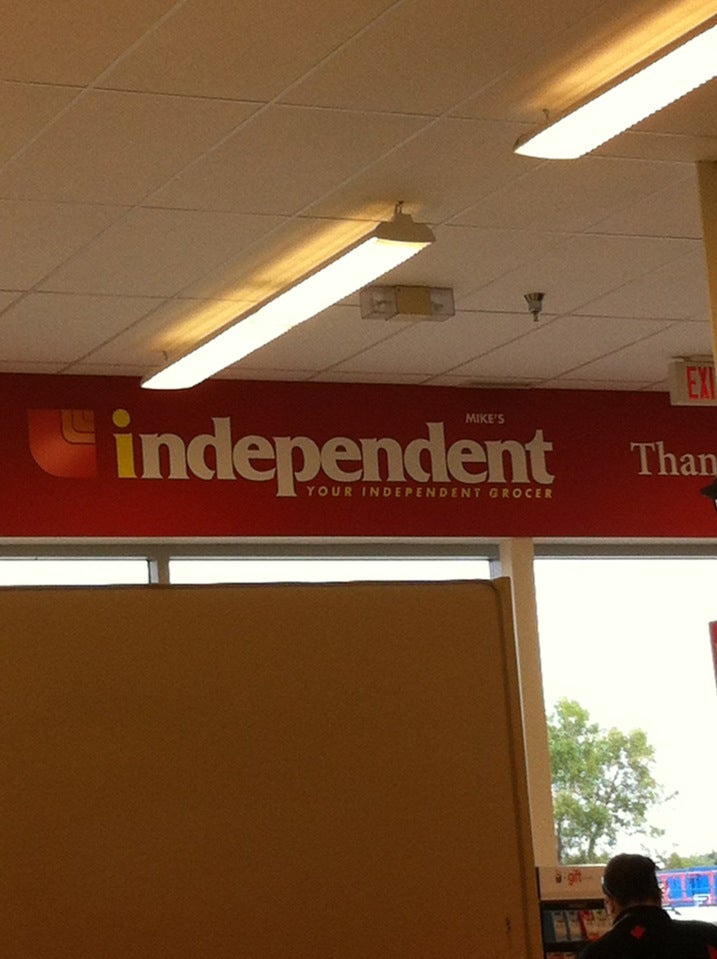 MIKE'S
independent
YOUR INDEPENDENT GROCER
Than
EXI
gift